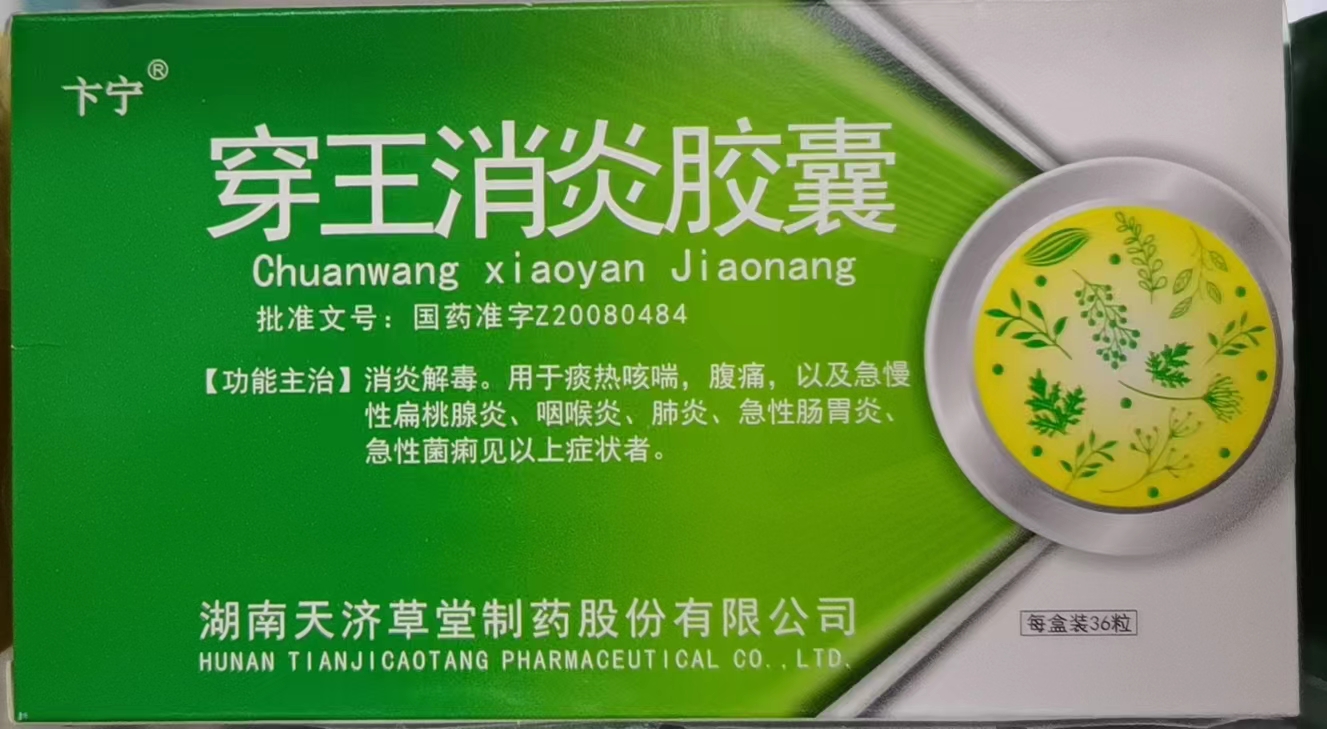 卞宁®
穿王消炎胶囊
Chuanwang xiaoyan Jiaonang
批准文号：国药准字Z20080484
【功能主治】消炎解毒。用于痰热咳喘，腹痛，以及急慢
性扁桃腺炎、咽喉炎、肺炎、急性肠胃炎、
急性菌痢见以上症状者。
湖南天济草堂制药股份有限公司
HUNAN TIANJICAOTANG PHARMACEUTICAL CO.,LTD.
每盒装36粒